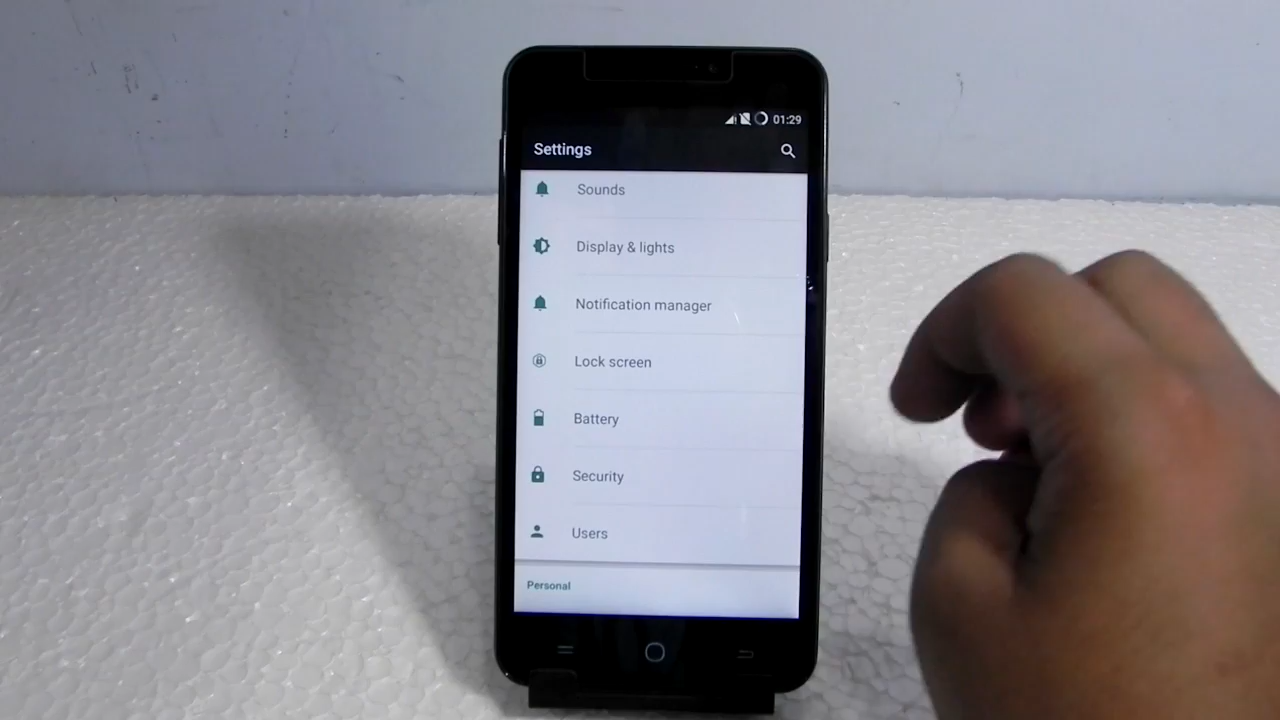 01:29
Settings
Sounds
Display & lights
Notification manager
Lock screen
Battery
Security
Users
Personal